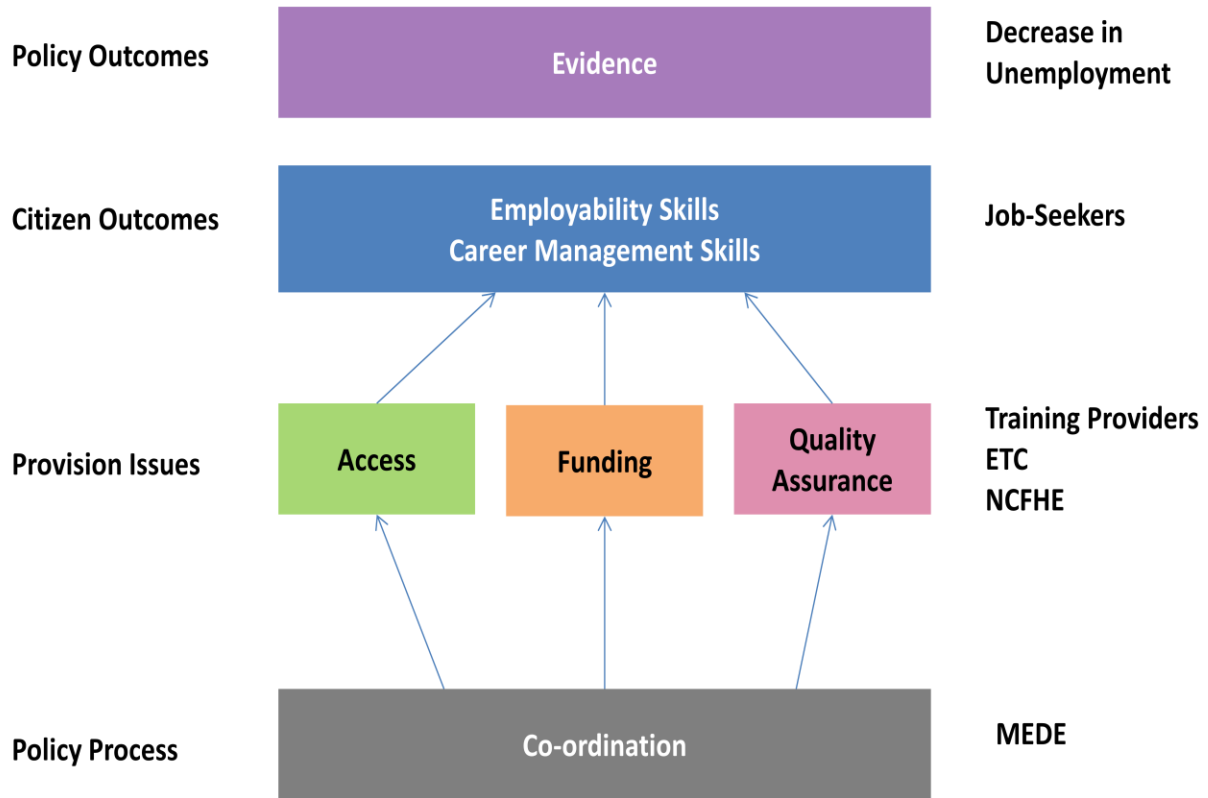 Policy Outcomes
Evidence
Decrease in
Unemployment
Citizen Outcomes
Employability Skills
Career Management Skills
Job-Seekers
Provision Issues
Access
Funding
Quality
Assurance
Training Providers
ETC
NCFHE
Policy Process
Co-ordination
MEDE